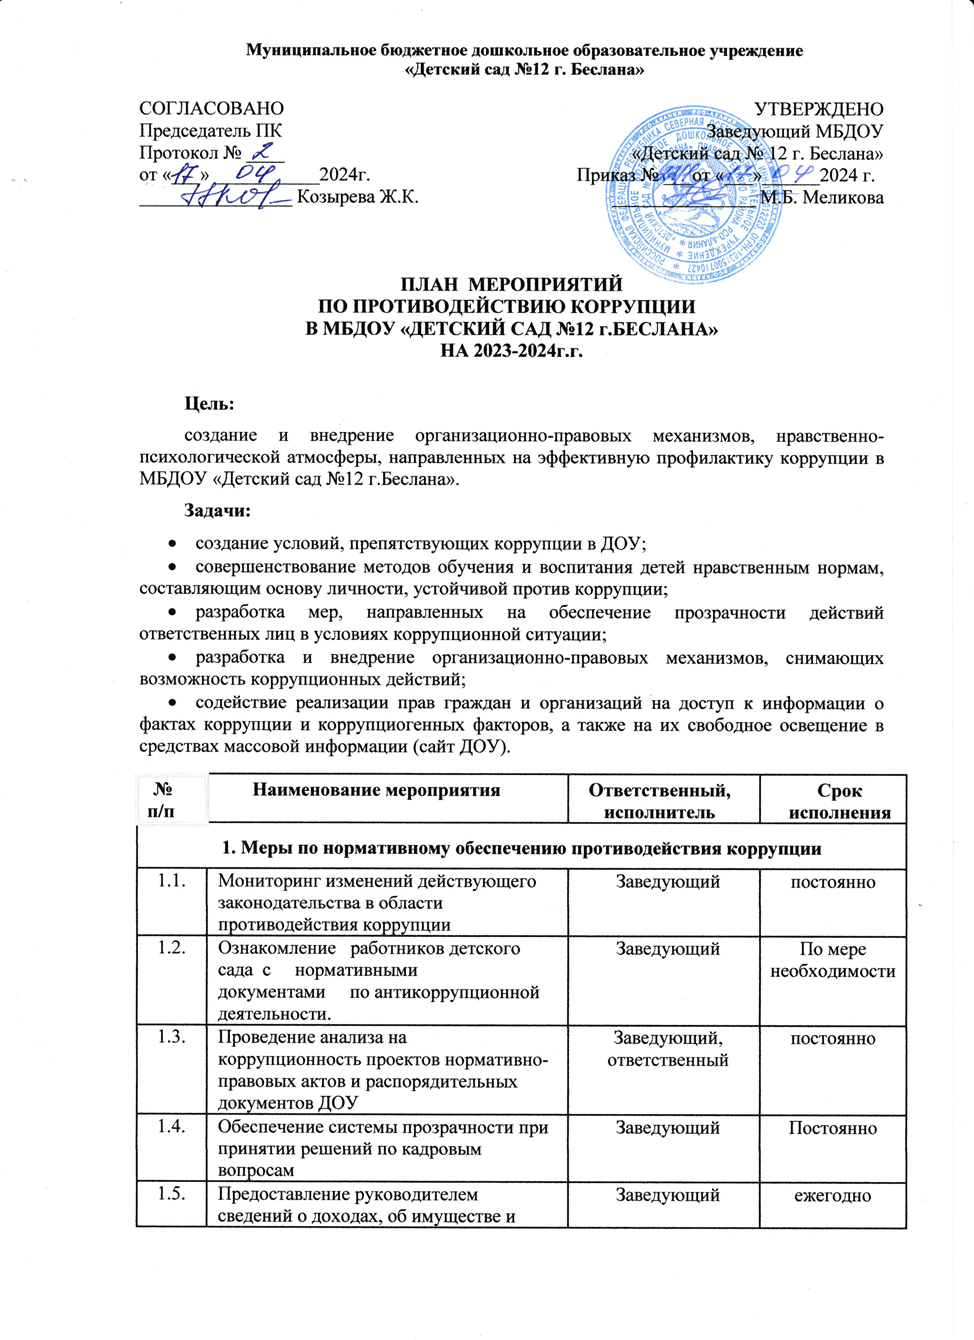 Муниципальное бюджетное дошкольное образовательное учреждение
«Детский сад №12 г. Беслана»
СОГЛАСОВАНО
Председатель ПК
Протокол № 2
от «17» 04 2024г.
Козырева Ж.К.
УТВЕРЖДЕНО
Заведующий МБДОУ
«Детский сад № 12 г. Беслана»
Приказ № от «17» 04 2024 г.
М.Б. Меликова
ПЛАН МЕРОПРИЯТИЙ
ПО ПРОТИВОДЕЙСТВИЮ КОРРУПЦИИ
В МБДОУ «ДЕТСКИЙ САД №12 г.БЕСЛАНА»
НА 2023-2024г.г.
Цель:
создание и внедрение организационно-правовых механизмов, нравственно-
психологической атмосферы, направленных на эффективную профилактику коррупции в
МБДОУ «Детский сад №12 г.Беслана».
Задачи:
• создание условий, препятствующих коррупции в ДОУ;
• совершенствование методов обучения и воспитания детей нравственным нормам,
составляющим основу личности, устойчивой против коррупции;
• разработка мер, направленных на обеспечение прозрачности действий
ответственных лиц в условиях коррупционной ситуации;
• разработка и внедрение организационно-правовых механизмов, снимающих
возможность коррупционных действий;
• содействие реализации прав граждан и организаций на доступ к информации о
фактах коррупции и коррупциогенных факторов, а также на их свободное освещение в
средствах массовой информации (сайт ДОУ).
№ Наименование мероприятия Ответственный, Срок
п/п исполнитель исполнения
1. Меры по нормативному обеспечению противодействия коррупции
1.1. Мониторинг изменений действующего Заведующий постоянно
законодательства в области
противодействия коррупции
1.2. Ознакомление работников детского Заведующий По мере
сада с нормативными необходимости
документами по антикоррупционной
деятельности.
1.3. Проведение анализа на Заведующий, постоянно
коррупционность проектов нормативно- ответственный
правовых актов и распорядительных
документов ДОУ
1.4. Обеспечение системы прозрачности при Заведующий Постоянно
принятии решений по кадровым
вопросам
1.5. Предоставление руководителем Заведующий ежегодно
сведений о доходах, об имуществе и